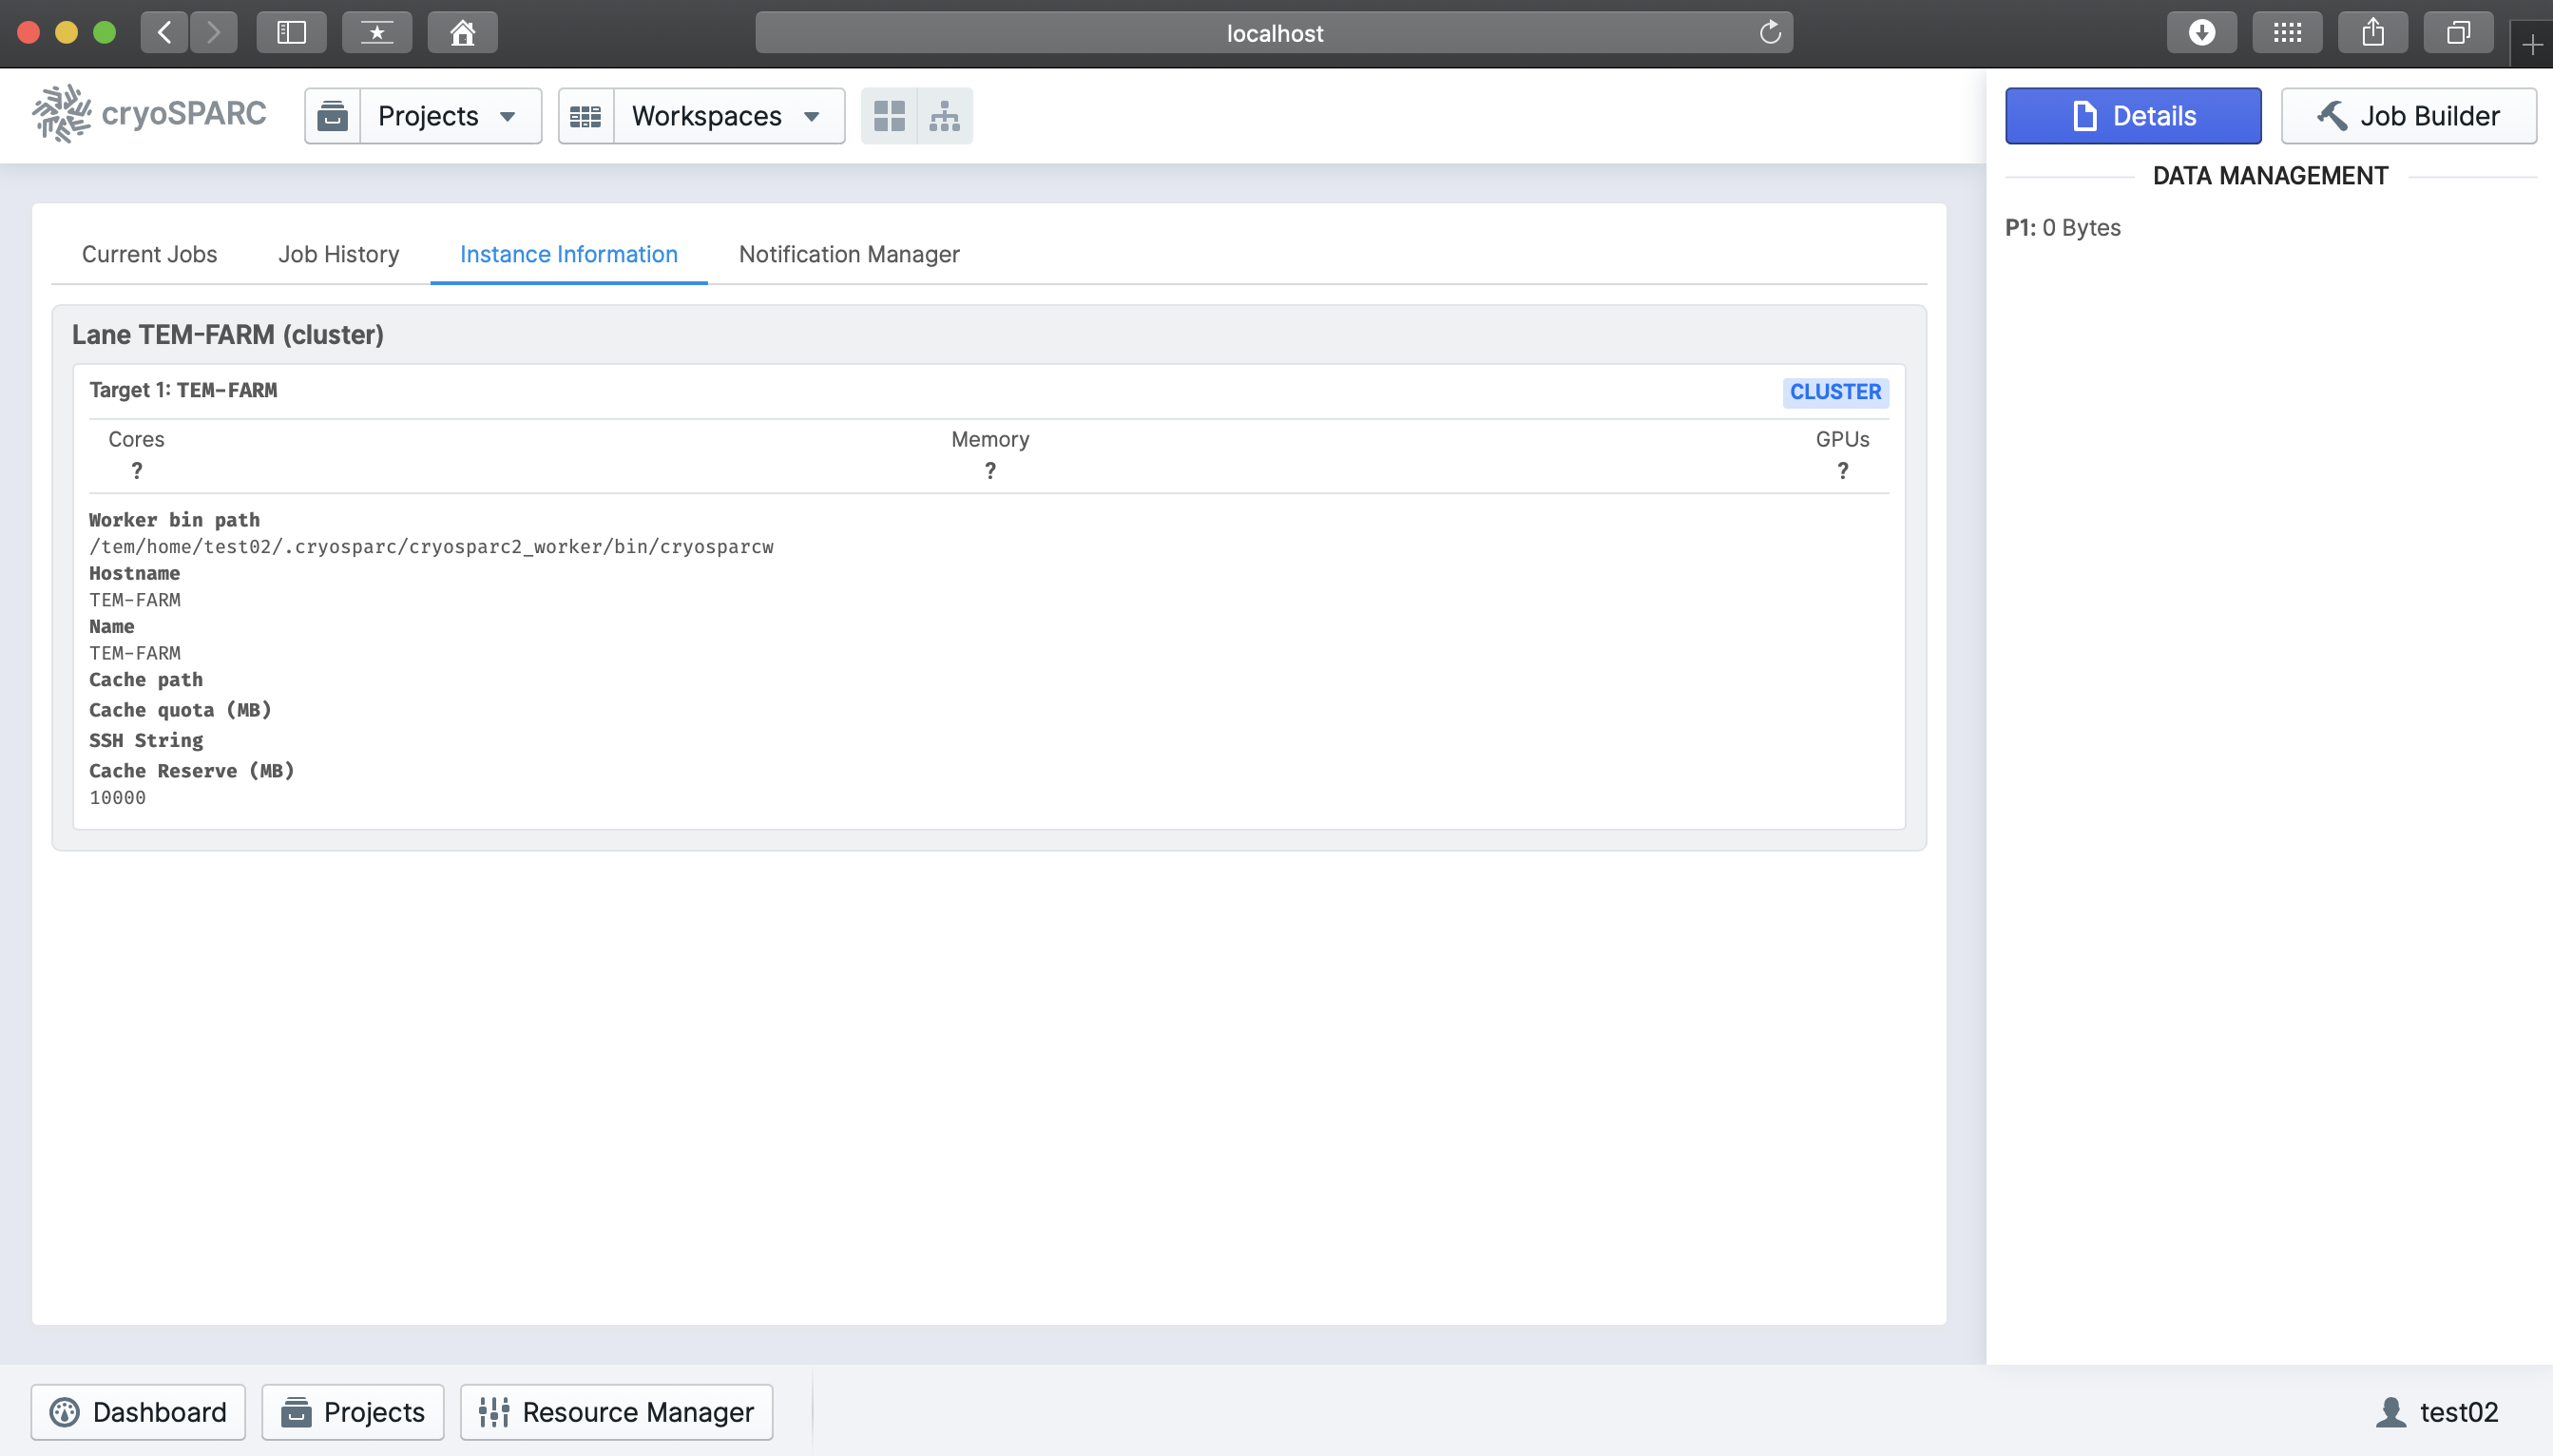 localhost
cryoSPARC
Projects
Workspaces
Details
Job Builder
DATA MANAGEMENT
P1: 0 Bytes
Current Jobs
Job History
Instance Information
Notification Manager
Lane TEM-FARM (cluster)
Target 1: TEM-FARM
CLUSTER
Cores
Memory
GPUs
?
?
?
Worker bin path
/tem/home/test02/.cryosparc/cryosparc2_worker/bin/cryosparcw
Hostname
TEM-FARM
Name
TEM-FARM
Cache path
Cache quota (MB)
SSH String
Cache Reserve (MB)
10000
Dashboard
Projects
Resource Manager
test02